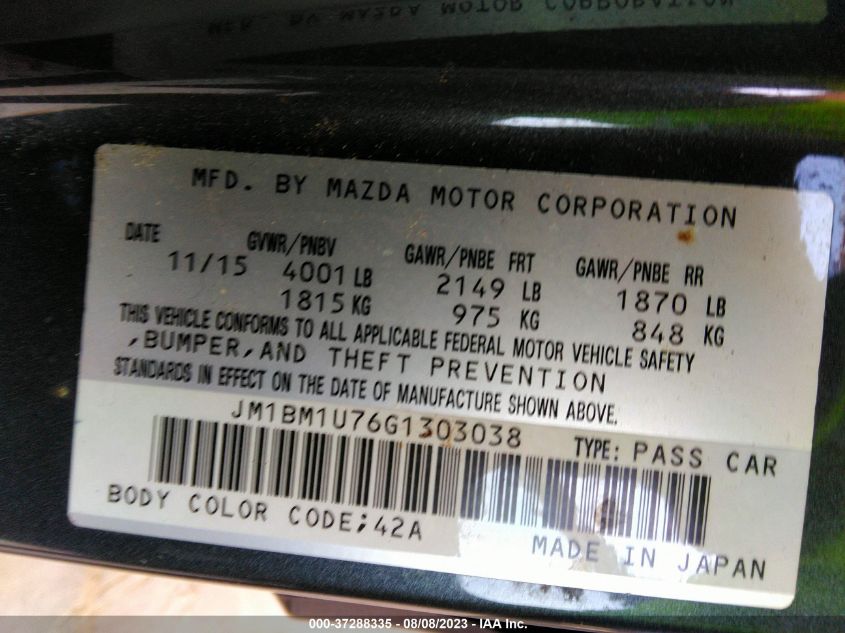 MFD. BY MAZDA MOTOR CORPORATION
DATE GVWR/PNBV GAWR/PNBE FRT GAWR/PNBE RR
11/15 4001 LB 2149 LB 1870 LB
1815 KG 975 KG 848 KG
THIS VEHICLE CONFORMS TO ALL APPLICABLE FEDERAL MOTOR VEHICLE SAFETY
,BUMPER,AND THEFT PREVENTION
STANDARDS IN EFFECT ON THE DATE OF MANUFACTURE SHOWN ABOVE.
JM1BM1U76G1303038 TYPE: PASS CAR
BODY COLOR CODE;42A
MADE IN JAPAN
000-37288335 - 08/08/2023 - IAA Inc.